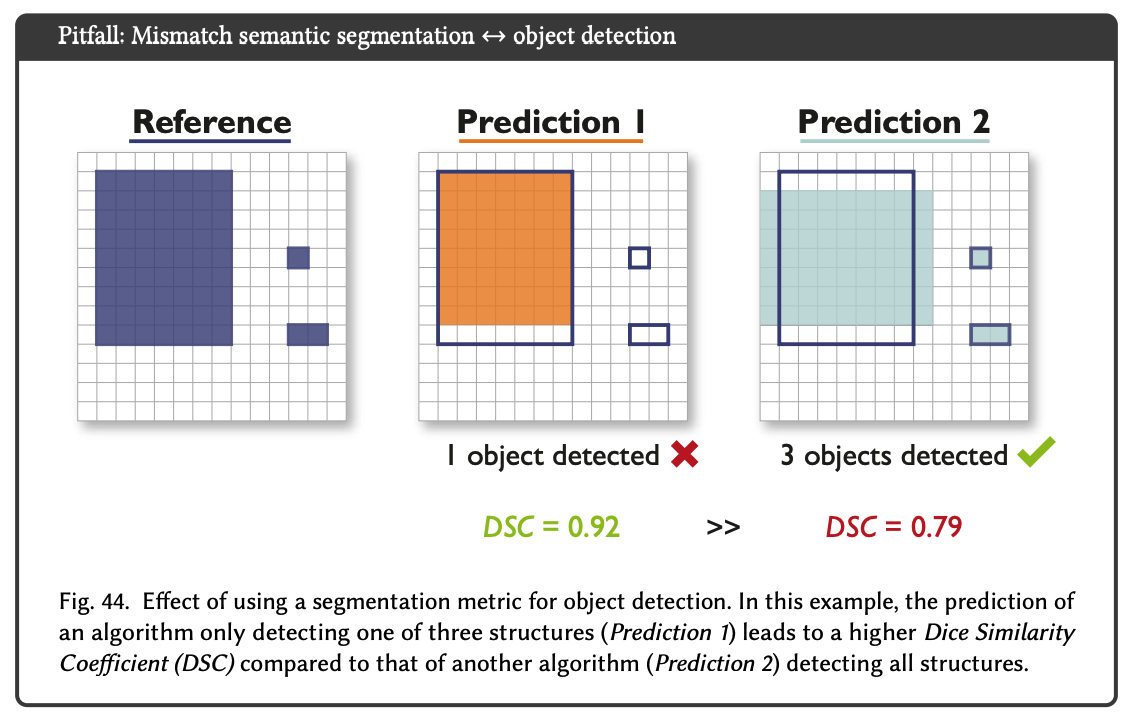 Pitfall: Mismatch semantic segmentation ↔ object detection
Reference
Prediction 1
Prediction 2
1 object detected ✖
3 objects detected ✔
DSC = 0.92 >> DSC = 0.79
Fig. 44. Effect of using a segmentation metric for object detection. In this example, the prediction of
an algorithm only detecting one of three structures (Prediction 1) leads to a higher Dice Similarity
Coefficient (DSC) compared to that of another algorithm (Prediction 2) detecting all structures.